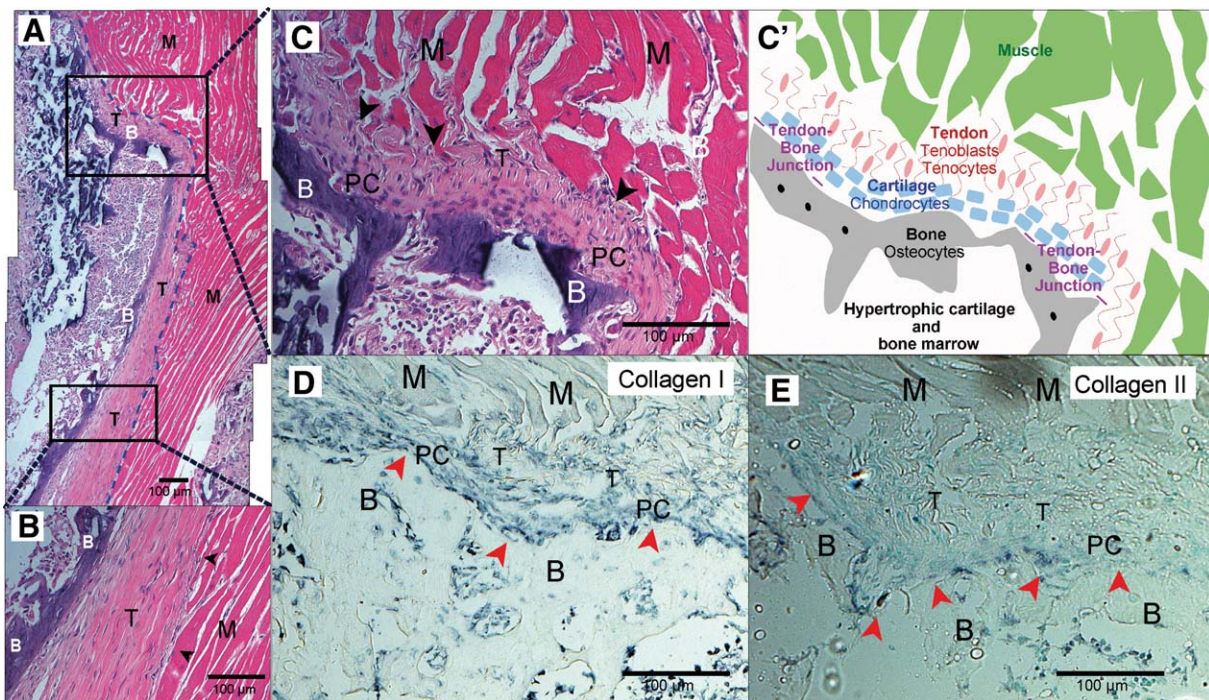 A
M
T
B
B
T
M
100 µm
B
B
B
T
M
100 µm
C
M
M
T
B
PC
B
PC
B
100 µm
C'
Muscle
Tendon-
Bone
Junction
Tendon
Tenoblasts
Tenocytes
Cartilage
Chondrocytes
Bone
Osteocytes
Tendon-
Bone
Junction
Hypertrophic cartilage
and
bone marrow
D
M
M
Collagen I
PC
T
T
B
PC
B
100 µm
E
M
M
Collagen II
T
T
B
PC
B
B
100 µm